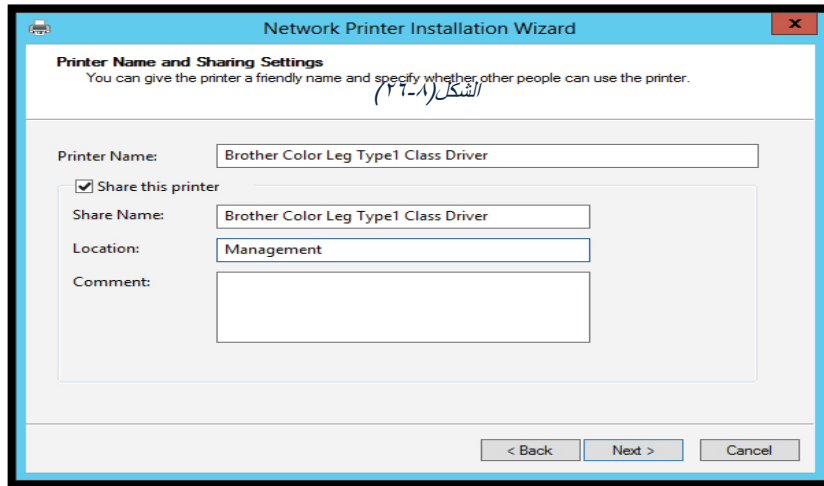 Network Printer Installation Wizard
x
Printer Name and Sharing Settings
You can give the printer a friendly name and specify whether other people can use the printer.
الشكل(٨-٢٦)
Printer Name:
Brother Color Leg Type1 Class Driver
Share this printer
Share Name:
Brother Color Leg Type1 Class Driver
Location:
Management
Comment:
< Back
Next >
Cancel